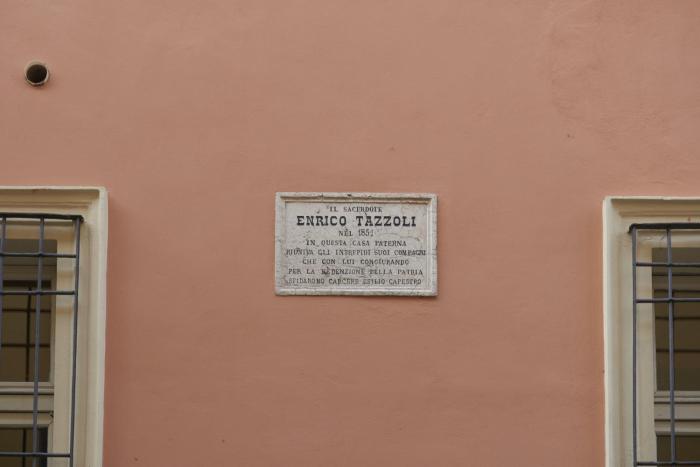 IL SACERDOTE
ENRICO TAZZOLI
NEL 1851
IN QUESTA CASA PATERNA
RIUNIVA GLI INTREPIDI SUOI COMPAGNI
CHE CON LUI CONGIURANDO
PER LA REDENZIONE DELLA PATRIA
SFIDARONO CARCERE ESILIO CAPESTRO